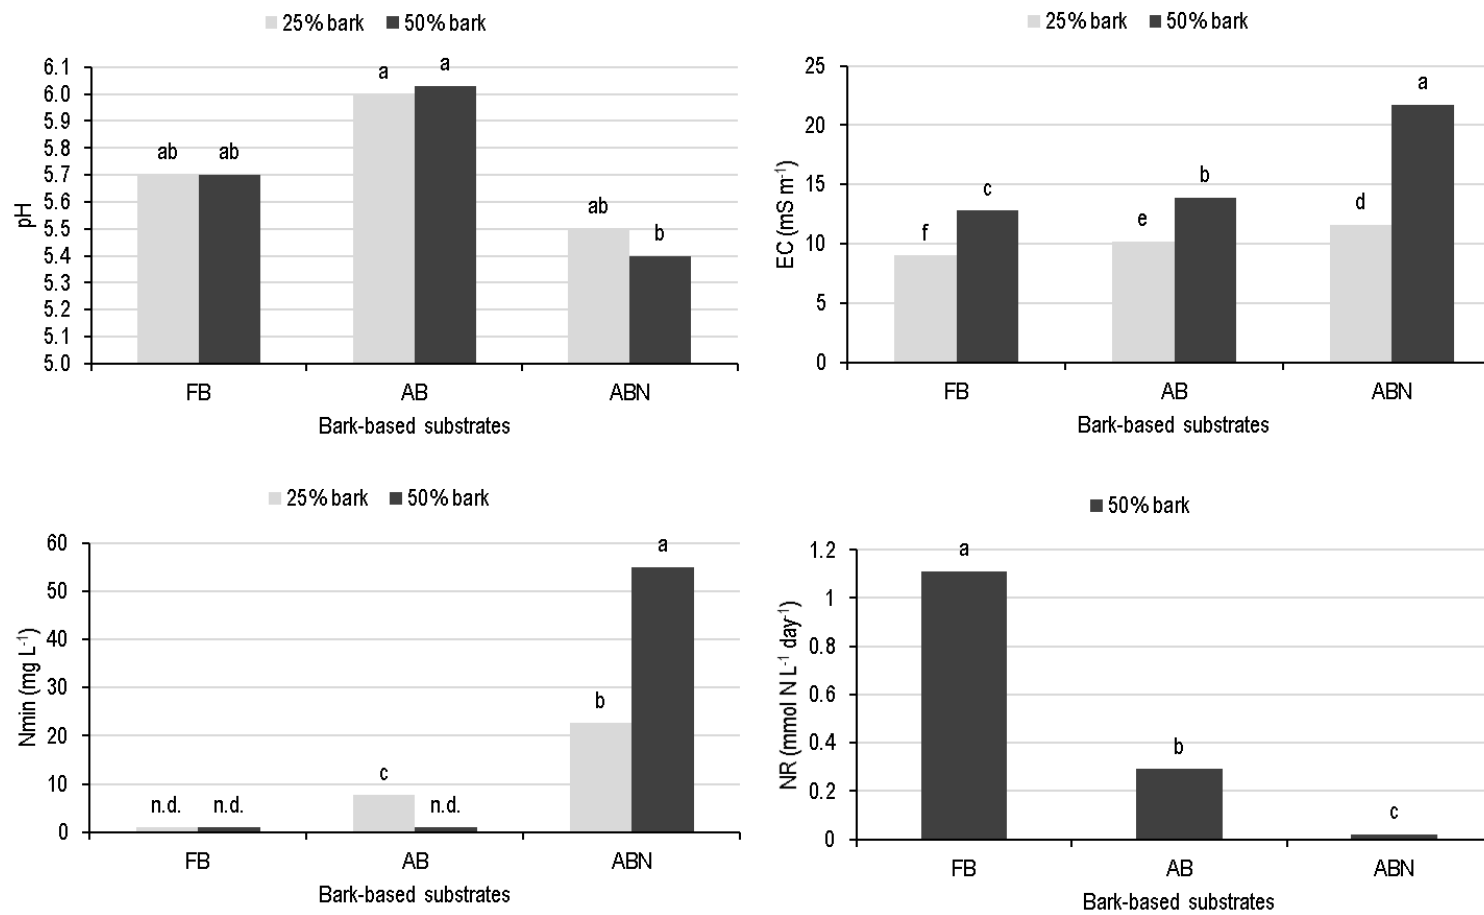 25% bark 50% bark
6.1
6.0
5.9
5.8
5.7
5.6
5.5
5.4
5.3
5.2
5.1
5.0
pH
ab ab
a a
ab b
FB AB ABN
Bark-based substrates
25% bark 50% bark
25
20
15
10
5
0
EC (mS m⁻¹)
f c
e b
d a
FB AB ABN
Bark-based substrates
25% bark 50% bark
60
50
40
30
20
10
0
Nmin (mg L⁻¹)
n.d. n.d.
c n.d.
b a
FB AB ABN
Bark-based substrates
50% bark
1.2
1
0.8
0.6
0.4
0.2
0
NR (mmol N L⁻¹ day⁻¹)
a
b
c
FB AB ABN
Bark-based substrates